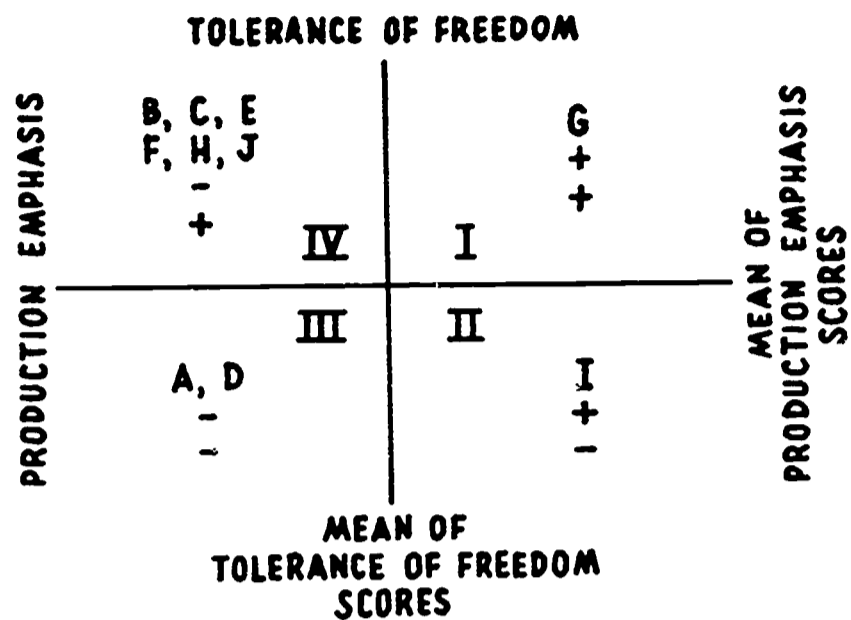 TOLERANCE OF FREEDOM
PRODUCTION EMPHASIS
B, C, E
F, H, J
-
+
IV
G
+
+
I
III
A, D
-
-
II
I
+
-
MEAN OF
PRODUCTION EMPHASIS
SCORES
MEAN OF
TOLERANCE OF FREEDOM
SCORES